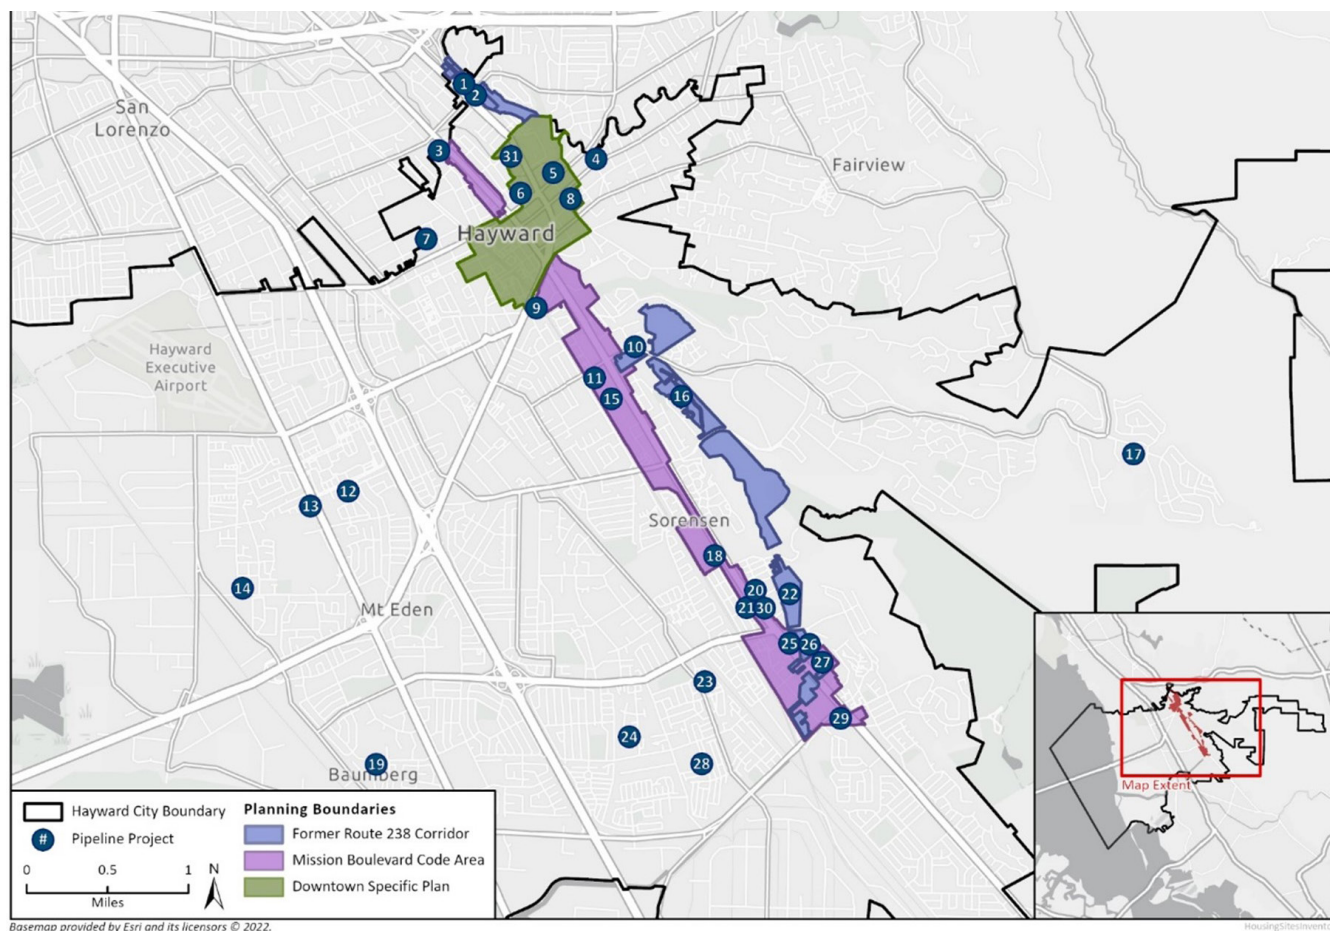 1
2
San
Lorenzo
3
31
4
Fairview
5
6
8
7
Hayward
9
Hayward
Executive
Airport
10
11
15
16
17
12
13
Sorensen
18
14
20
22
21
30
Mt Eden
25
26
27
23
29
24
28
19
Baumberg
Map Extent
Hayward City Boundary
# Pipeline Project
0 0.5 1
Miles
N
Planning Boundaries
Former Route 238 Corridor
Mission Boulevard Code Area
Downtown Specific Plan
Basemap provided by Esri and its licensors © 2022.